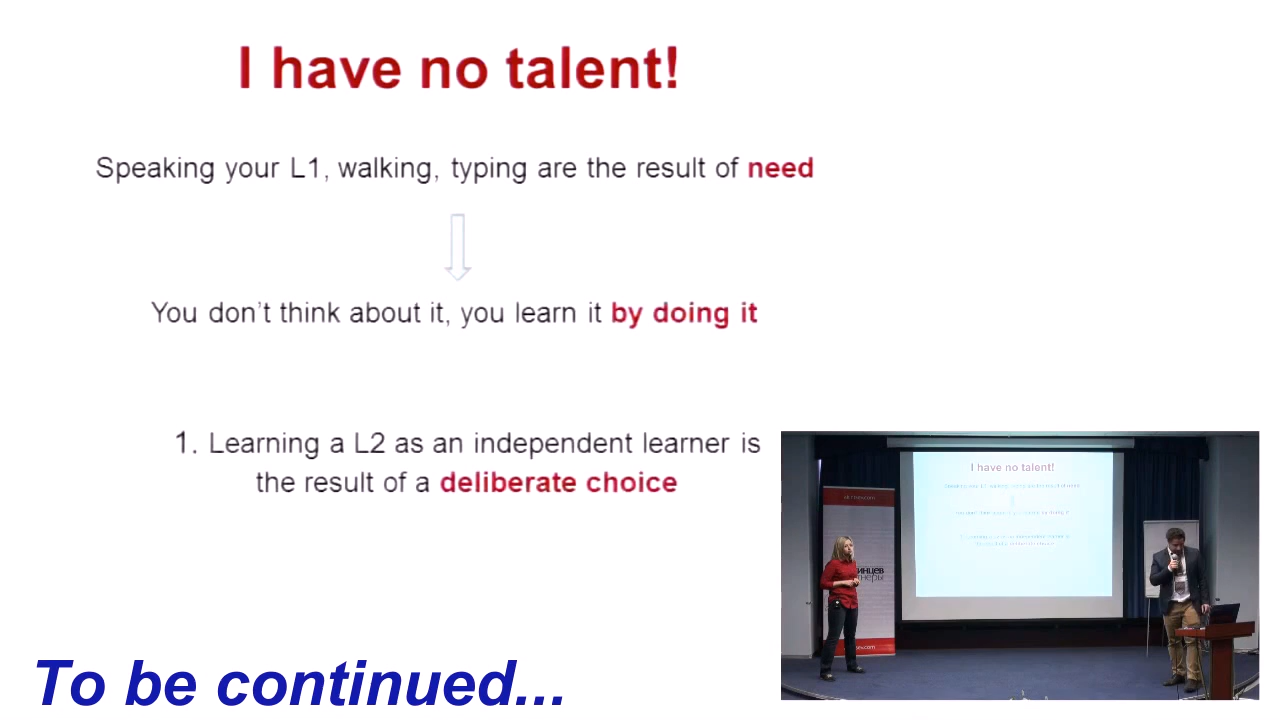 I have no talent!
Speaking your L1, walking, typing are the result of need
You don't think about it, you learn it by doing it
1. Learning a L2 as an independent learner is
the result of a deliberate choice
I have no talent!
To be continued...